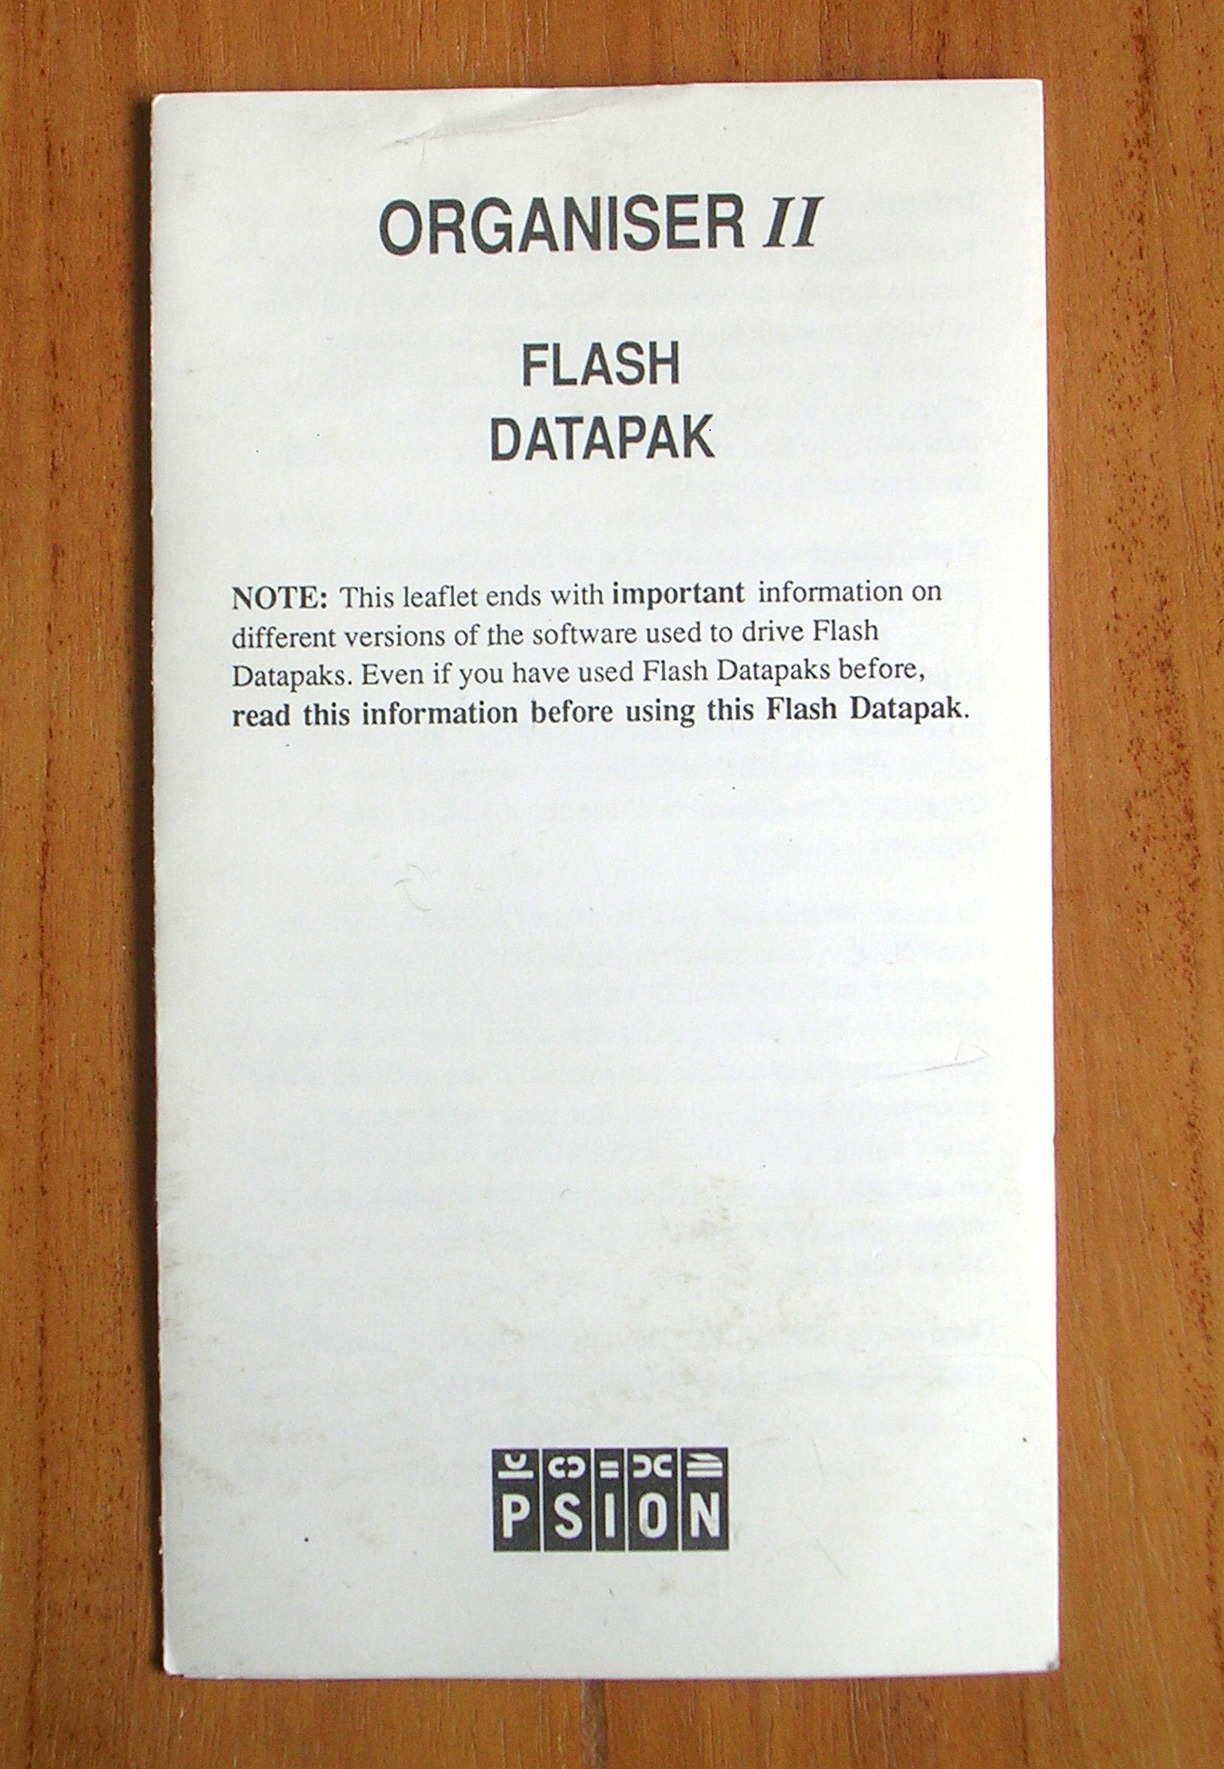 ORGANISER II
FLASH
DATAPAK
NOTE: This leaflet ends with important information on
different versions of the software used to drive Flash
Datapaks. Even if you have used Flash Datapaks before,
read this information before using this Flash Datapak.
PSION